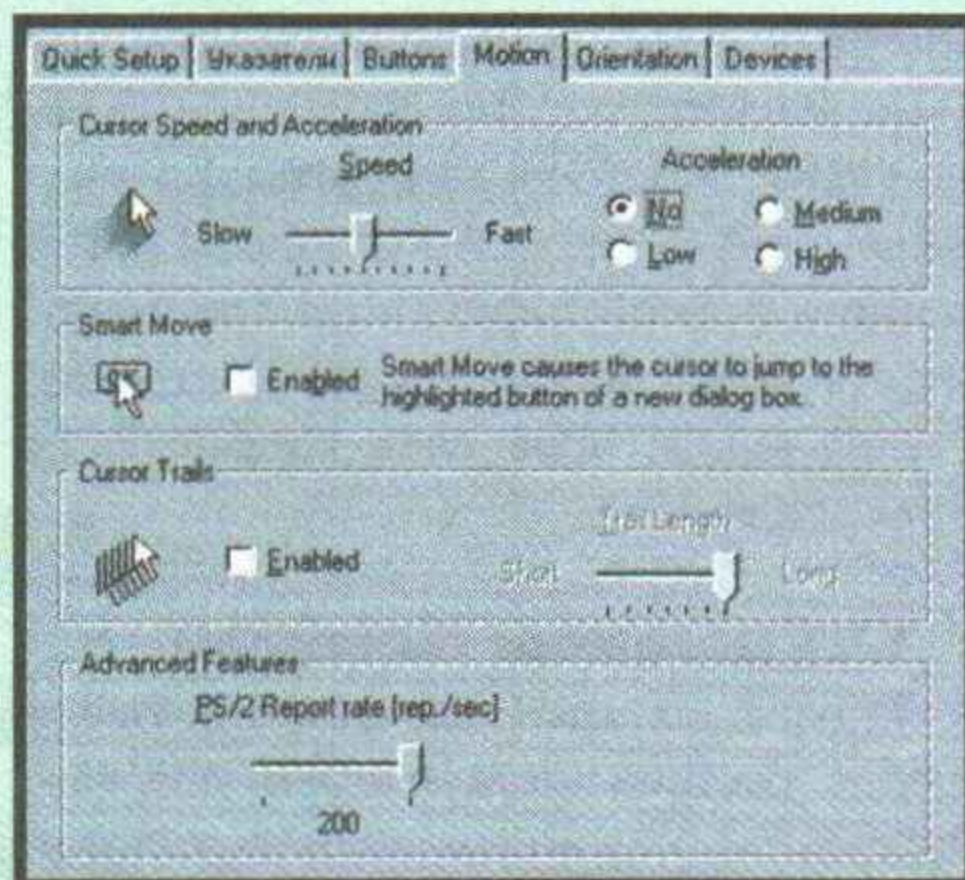 Quick Setup Указатели Buttons Motion Orientation Devices
Cursor Speed and Acceleration
Speed Acceleration
Slow Fast No Medium
Low High
Smart Move
Enabled Smart Move causes the cursor to jump to the
highlighted button of a new dialog box.
Cursor Trails
Trail Length
Enabled Short Long
Advanced Features
PS/2 Report rate [rep./sec]
200